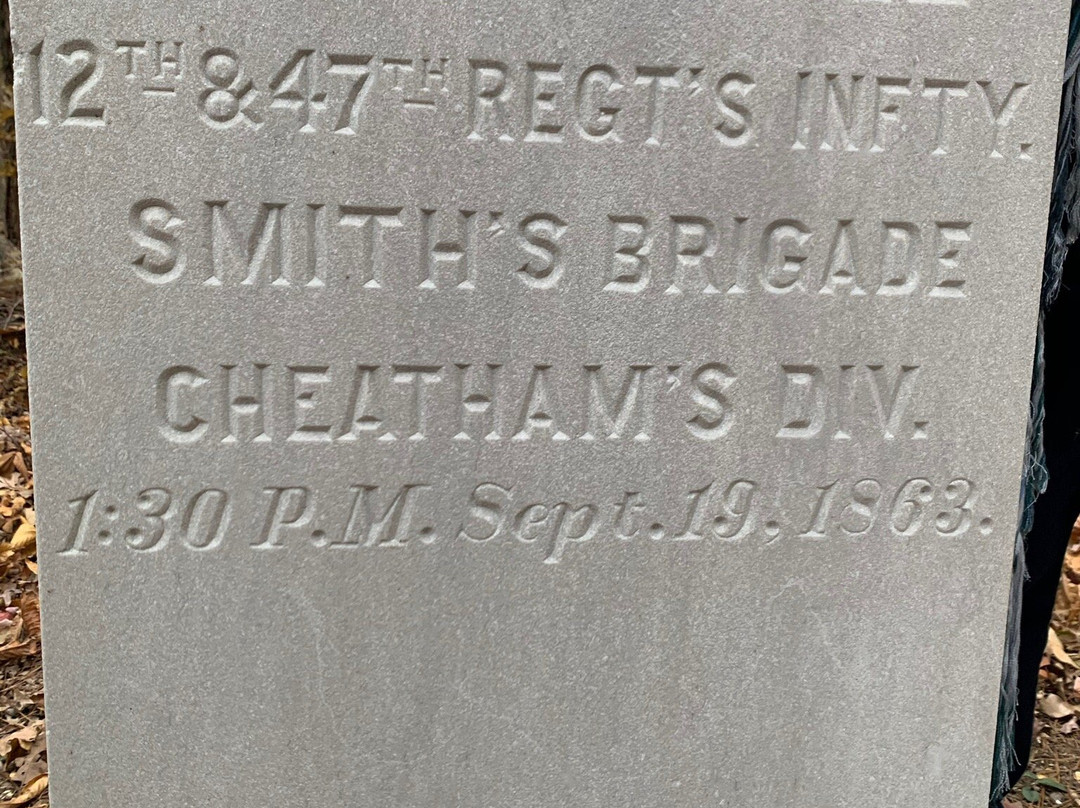 12TH & 47TH REGT'S INFTY.
SMITH'S BRIGADE
CHEATHAM'S DIV.
1:30 P.M. Sept. 19, 1863.